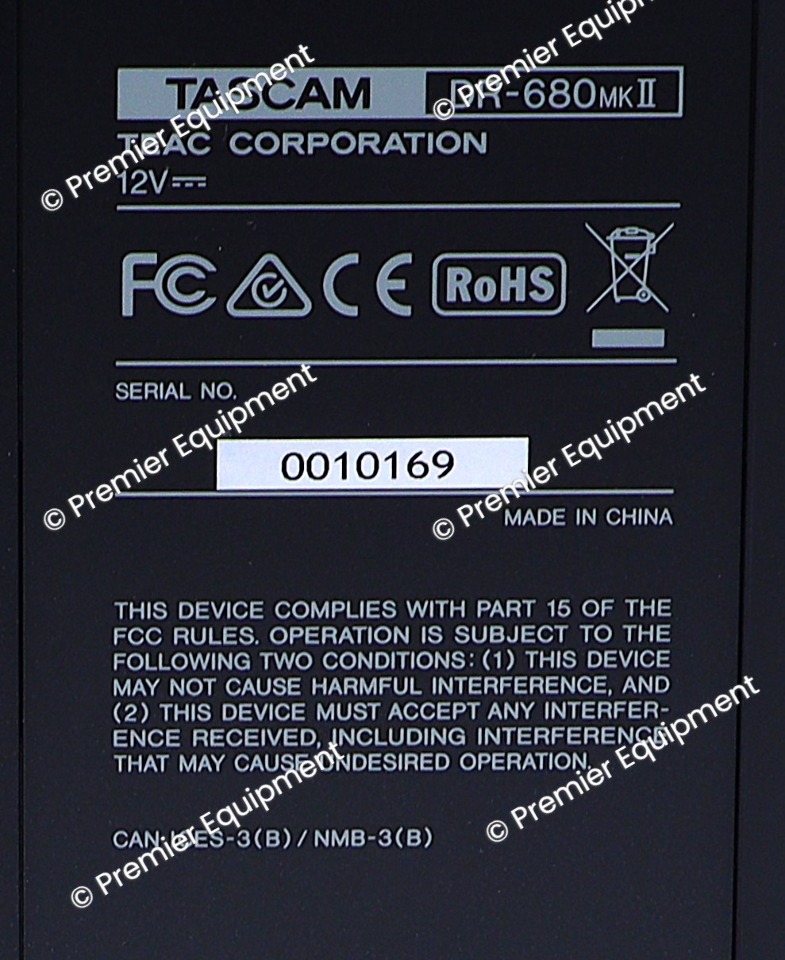 TASCAM DR-680MKII
TEAC CORPORATION
12V
FC CE RoHS
SERIAL NO.
0010169
MADE IN CHINA
THIS DEVICE COMPLIES WITH PART 15 OF THE
FCC RULES. OPERATION IS SUBJECT TO THE
FOLLOWING TWO CONDITIONS: (1) THIS DEVICE
MAY NOT CAUSE HARMFUL INTERFERENCE, AND
(2) THIS DEVICE MUST ACCEPT ANY INTERFER-
ENCE RECEIVED, INCLUDING INTERFERENCE
THAT MAY CAUSE UNDESIRED OPERATION.
CAN ICES-3(B) / NMB-3(B)
© Premier Equipment
© Premier Equipment
© Premier Equipment
© Premier Equipment
© Premier Equipment
© Premier Equipment